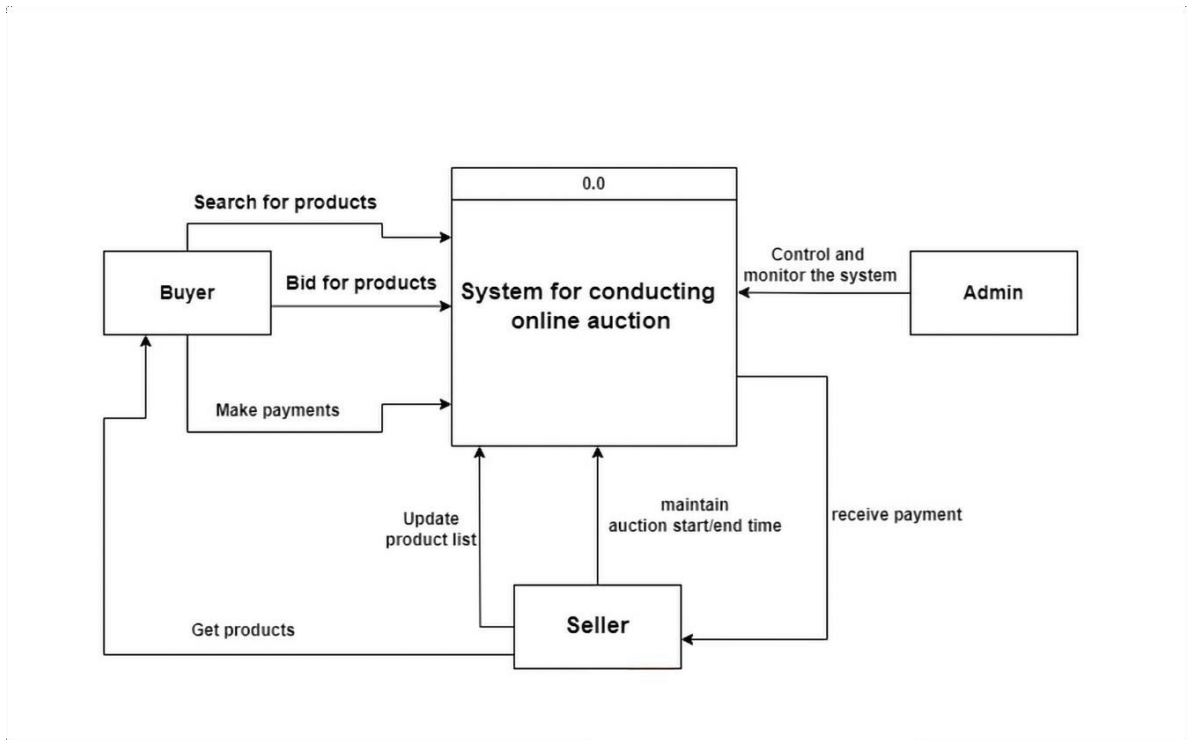 0.0
Search for products
Buyer
Bid for products
System for conducting
online auction
Control and
monitor the system
Admin
Make payments
Update
product list
maintain
auction start/end time
receive payment
Seller
Get products